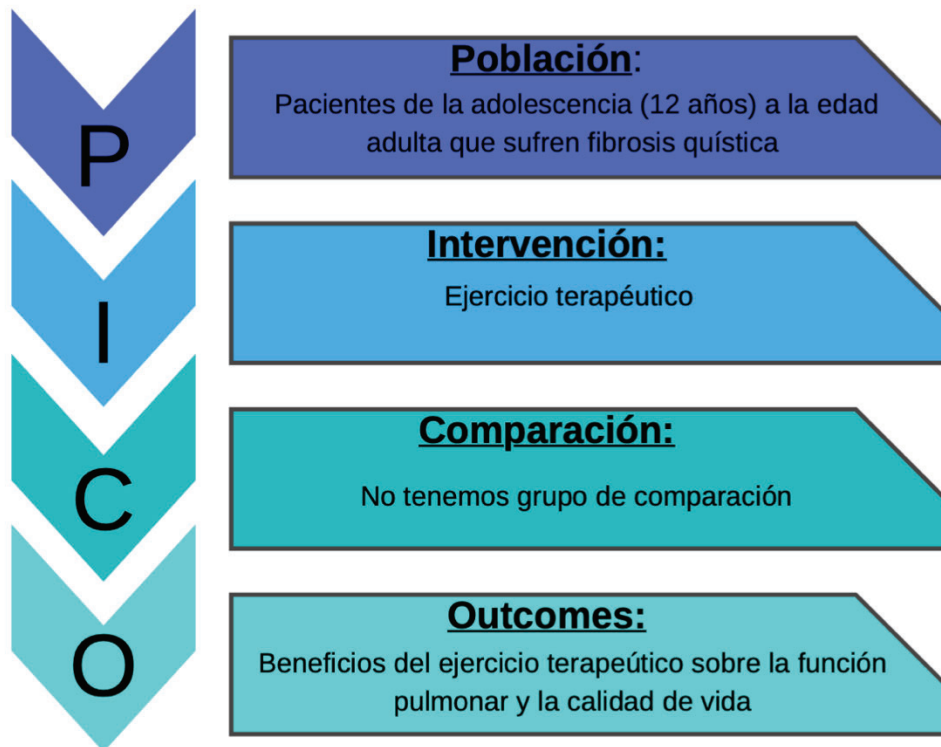 P
Población:
Pacientes de la adolescencia (12 años) a la edad
adulta que sufren fibrosis quística
I
Intervención:
Ejercicio terapéutico
C
Comparación:
No tenemos grupo de comparación
O
Outcomes:
Beneficios del ejercicio terapeútico sobre la función
pulmonar y la calidad de vida